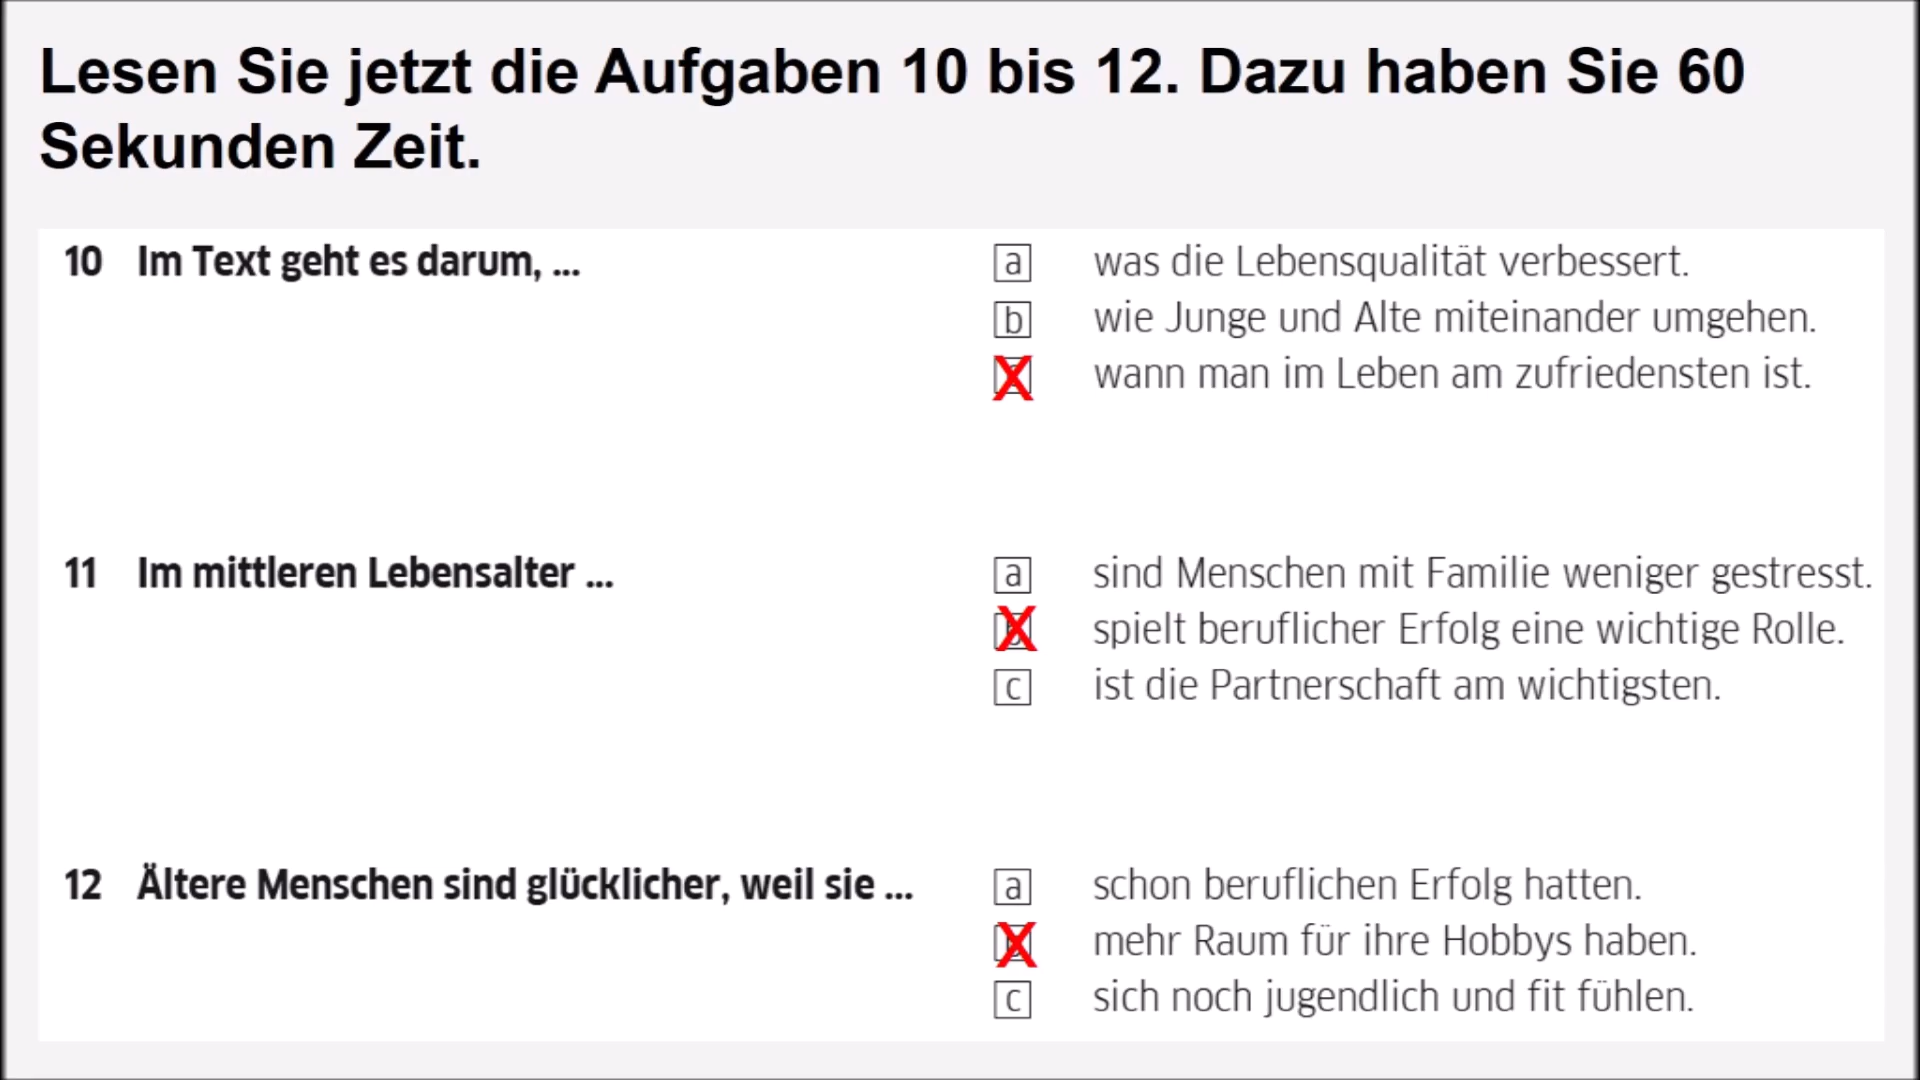 Lesen Sie jetzt die Aufgaben 10 bis 12. Dazu haben Sie 60
Sekunden Zeit.
10 Im Text geht es darum, ...
a was die Lebensqualität verbessert.
b wie Junge und Alte miteinander umgehen.
X wann man im Leben am zufriedensten ist.
11 Im mittleren Lebensalter ...
a sind Menschen mit Familie weniger gestresst.
X spielt beruflicher Erfolg eine wichtige Rolle.
c ist die Partnerschaft am wichtigsten.
12 Ältere Menschen sind glücklicher, weil sie ...
a schon beruflichen Erfolg hatten.
X mehr Raum für ihre Hobbys haben.
c sich noch jugendlich und fit fühlen.